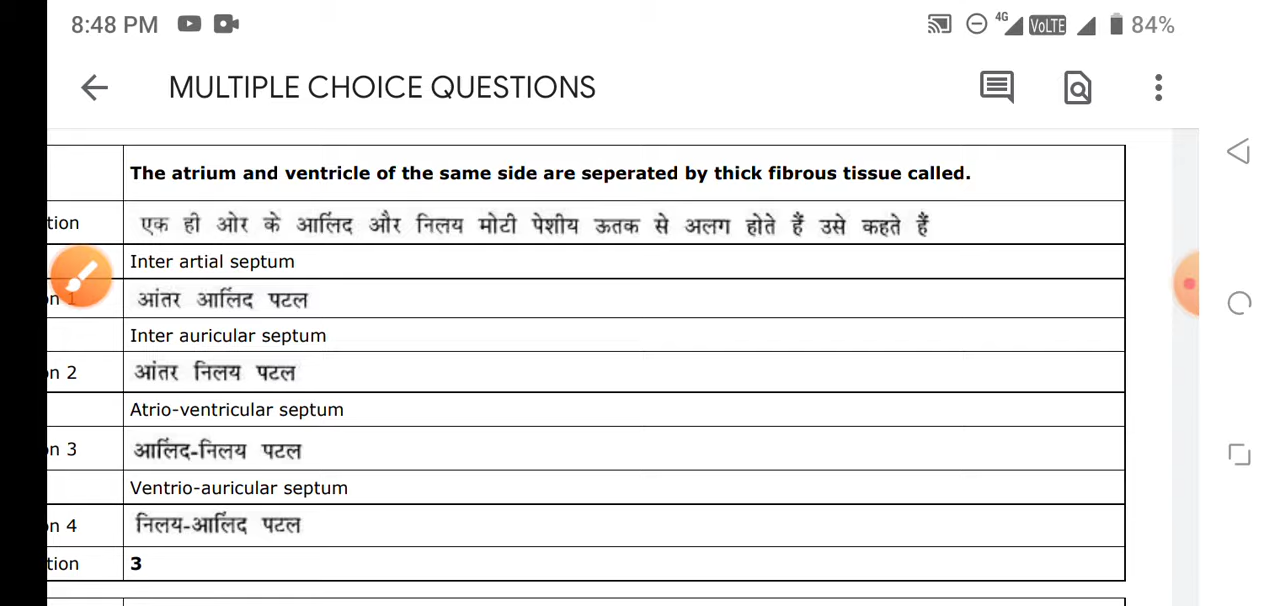 8:48 PM 4G VoLTE 84%
MULTIPLE CHOICE QUESTIONS
The atrium and ventricle of the same side are seperated by thick fibrous tissue called.
tion एक ही ओर के आलिंद और निलय मोटी पेशीय ऊतक से अलग होते हैं उसे कहते हैं
Inter artial septum
on 1 आंतर आलिंद पटल
Inter auricular septum
n 2 आंतर निलय पटल
Atrio-ventricular septum
n 3 आलिंद-निलय पटल
Ventrio-auricular septum
n 4 निलय-आलिंद पटल
tion 3